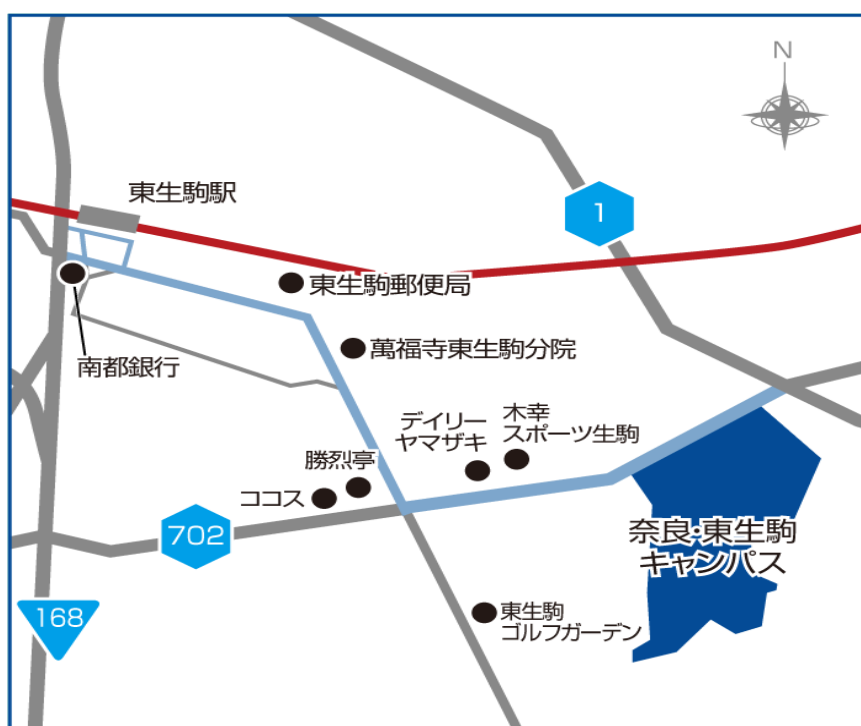 N
東生駒駅
1
東生駒郵便局
萬福寺東生駒分院
南都銀行
デイリー
ヤマザキ
木幸
スポーツ生駒
勝烈亭
ココス
702
奈良・東生駒
キャンパス
168
東生駒
ゴルフガーデン